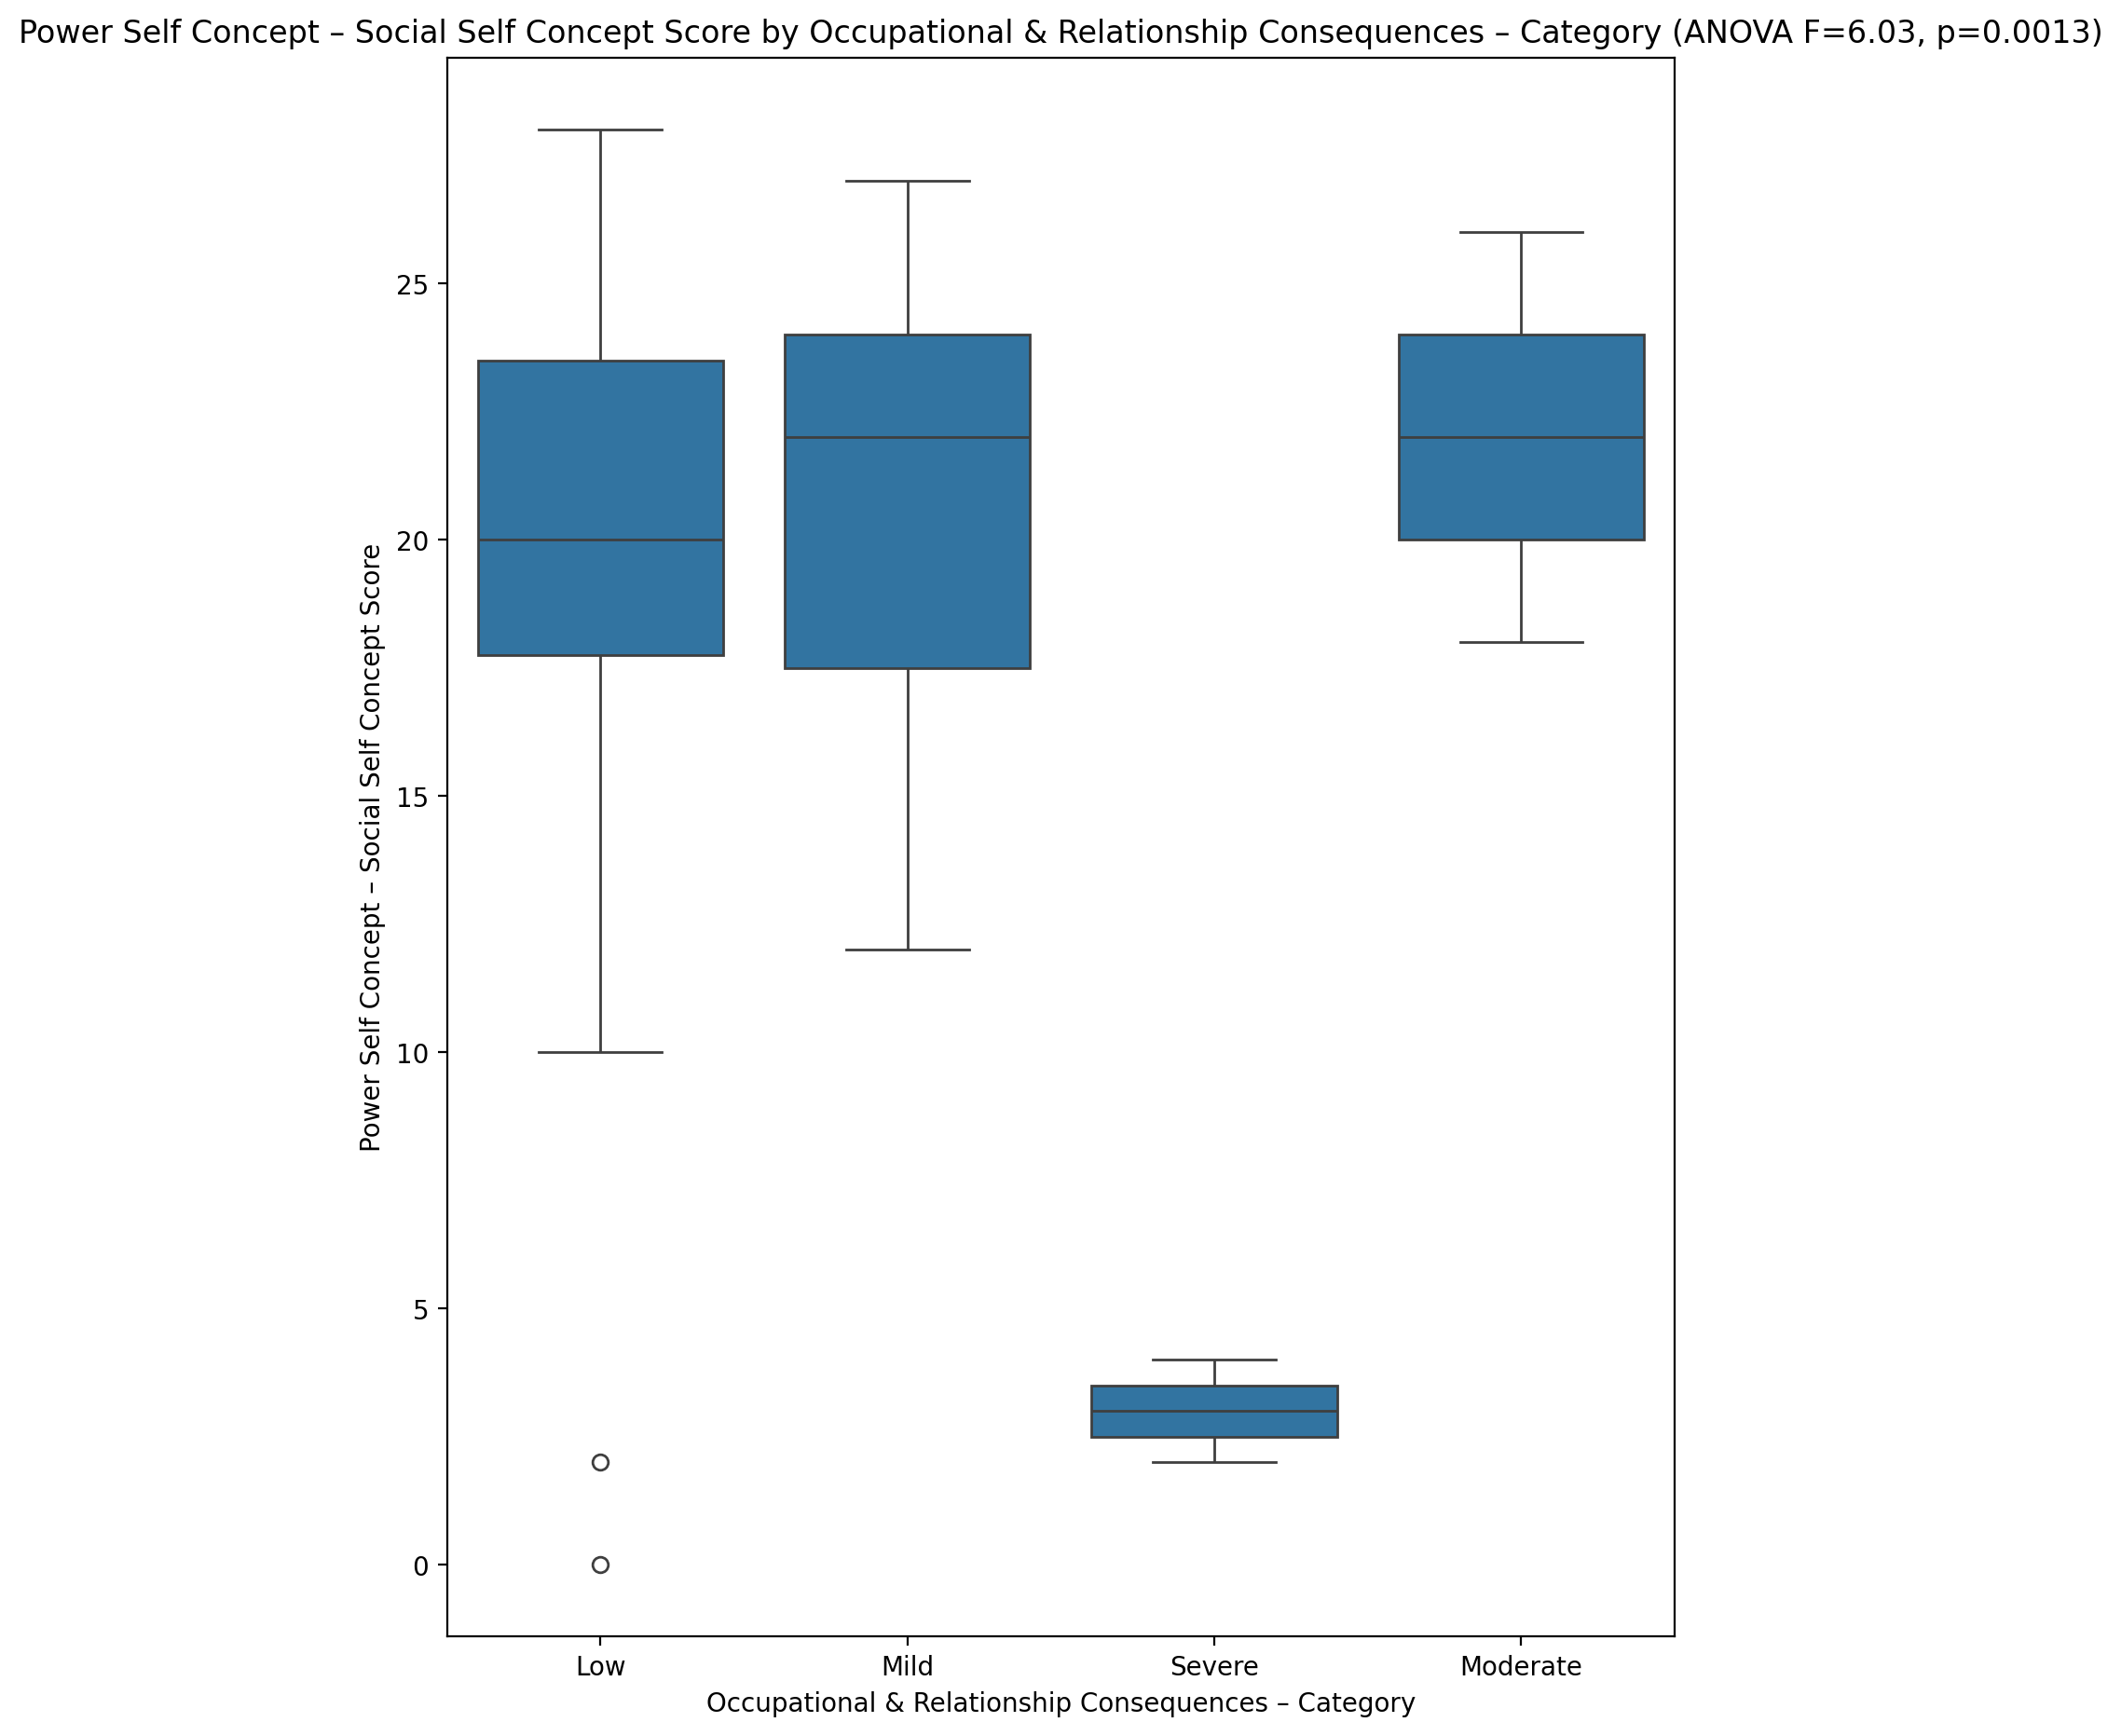 Power Self Concept – Social Self Concept Score by Occupational & Relationship Consequences – Category (ANOVA F=6.03, p=0.0013)
Power Self Concept – Social Self Concept Score
25
20
15
10
5
0
Low Mild Severe Moderate
Occupational & Relationship Consequences – Category